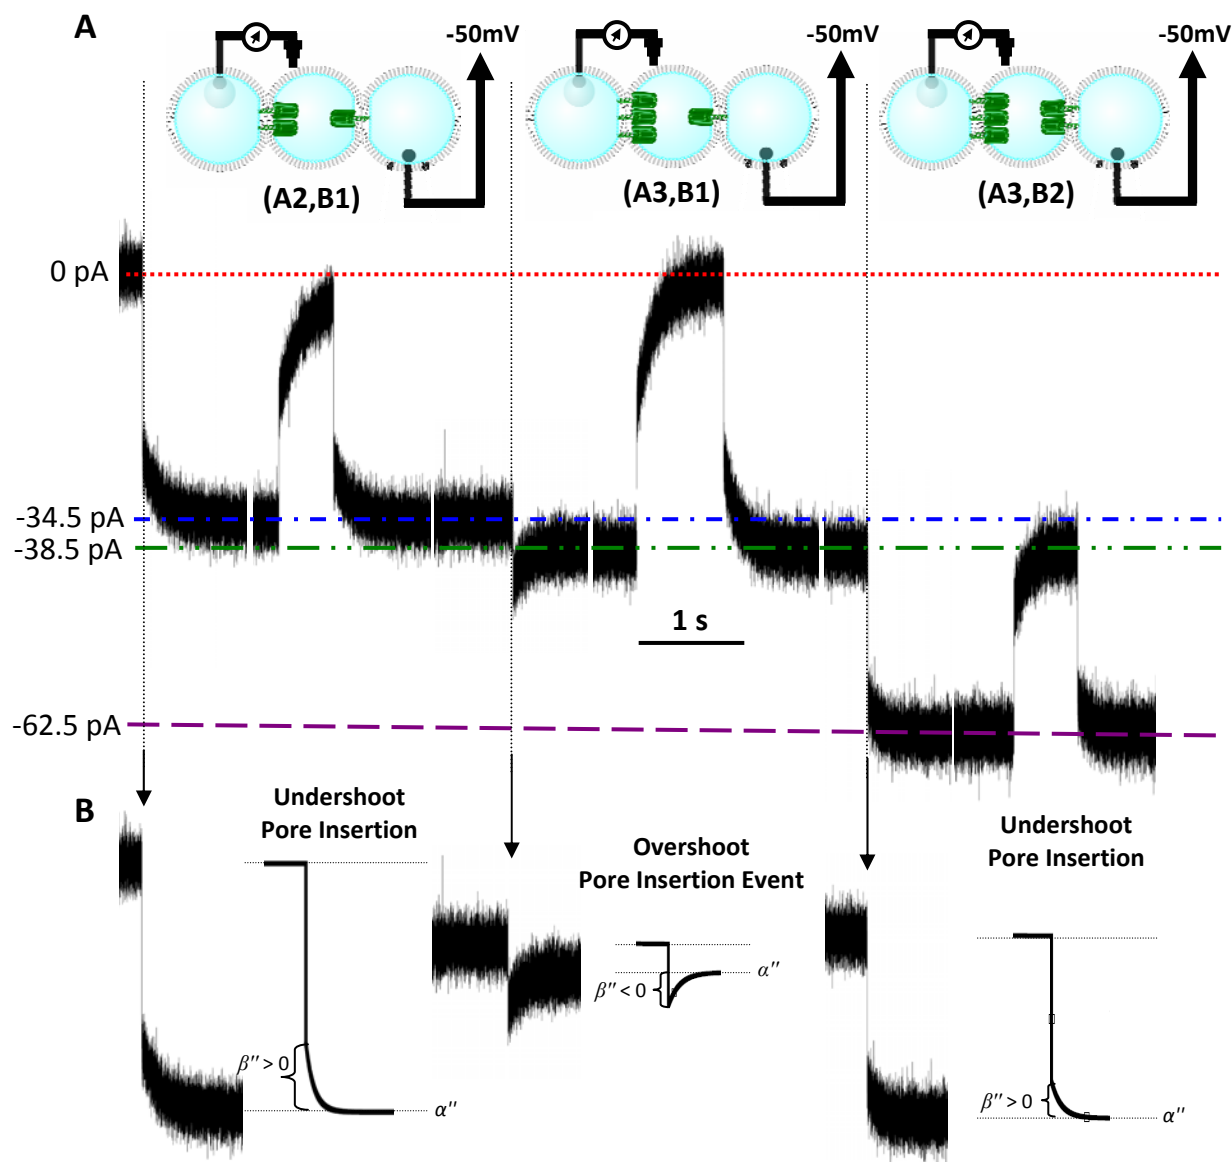 A
-50mV
-50mV
-50mV
(A2,B1)
(A3,B1)
(A3,B2)
0 pA
-34.5 pA
-38.5 pA
1 s
-62.5 pA
B
Undershoot
Pore Insertion
Overshoot
Pore Insertion Event
Undershoot
Pore Insertion
β″ > 0
α″
β″ < 0
α″
β″ > 0
α″